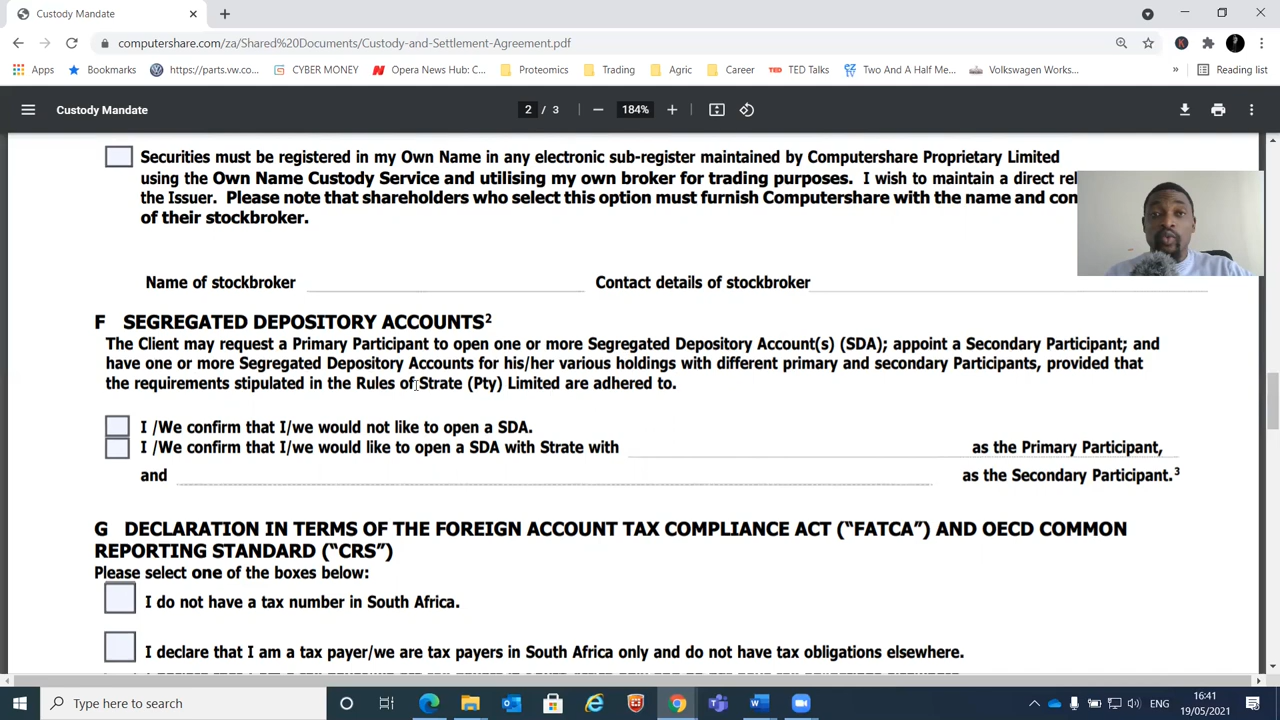 Custody Mandate
computershare.com/za/Shared%20Documents/Custody-and-Settlement-Agreement.pdf
Apps
Bookmarks
https://parts.vw.co...
CYBER MONEY
Opera News Hub: C...
Proteomics
Trading
Agric
Career
TED
TED Talks
Two And A Half Me...
Volkswagen Works...
»
Reading list
Custody Mandate
2 / 3
184%
Securities must be registered in my Own Name in any electronic sub-register maintained by Computershare Proprietary Limited
using the Own Name Custody Service and utilising my own broker for trading purposes. I wish to maintain a direct rel
the Issuer. Please note that shareholders who select this option must furnish Computershare with the name and con
of their stockbroker.
Name of stockbroker
Contact details of stockbroker
F SEGREGATED DEPOSITORY ACCOUNTS2
The Client may request a Primary Participant to open one or more Segregated Depository Account(s) (SDA); appoint a Secondary Participant; and
have one or more Segregated Depository Accounts for his/her various holdings with different primary and secondary Participants, provided that
the requirements stipulated in the Rules of Strate (Pty) Limited are adhered to.
I /We confirm that I/we would not like to open a SDA.
I /We confirm that I/we would like to open a SDA with Strate with as the Primary Participant,
and as the Secondary Participant.3
G DECLARATION IN TERMS OF THE FOREIGN ACCOUNT TAX COMPLIANCE ACT ("FATCA") AND OECD COMMON
REPORTING STANDARD ("CRS")
Please select one of the boxes below:
I do not have a tax number in South Africa.
I declare that I am a tax payer/we are tax payers in South Africa only and do not have tax obligations elsewhere.
Type here to search
ENG
16:41
19/05/2021